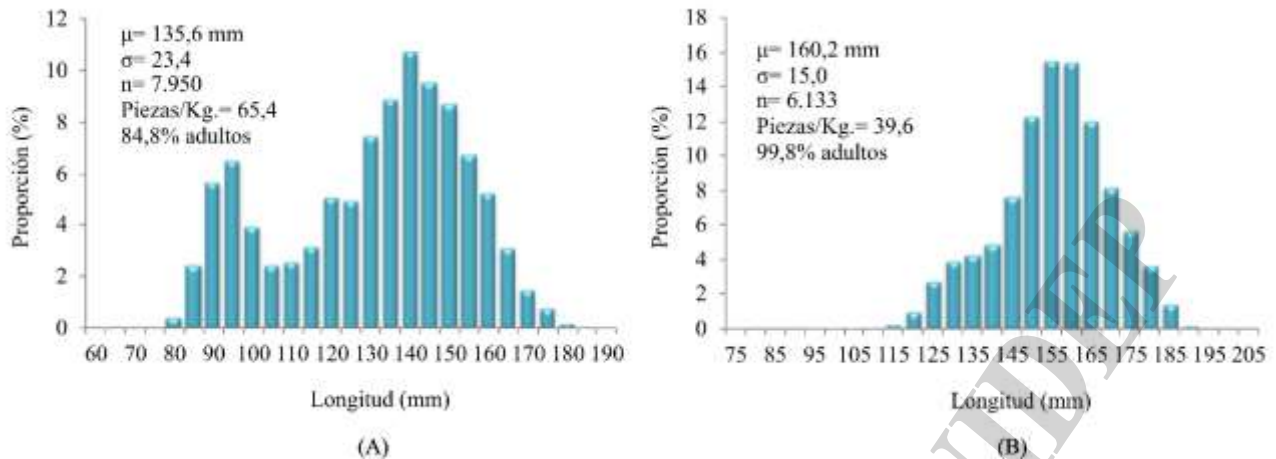 12
10
8
6
4
2
0
Proporción (%)
μ= 135,6 mm
σ= 23,4
n= 7.950
Piezas/Kg.= 65,4
84,8% adultos
60 70 80 90 100 110 120 130 140 150 160 170 180 190
Longitud (mm)
(A)
18
16
14
12
10
8
6
4
2
0
Proporción (%)
μ= 160,2 mm
σ= 15,0
n= 6.133
Piezas/Kg.= 39,6
99,8% adultos
75 85 95 105 115 125 135 145 155 165 175 185 195 205
Longitud (mm)
(B)